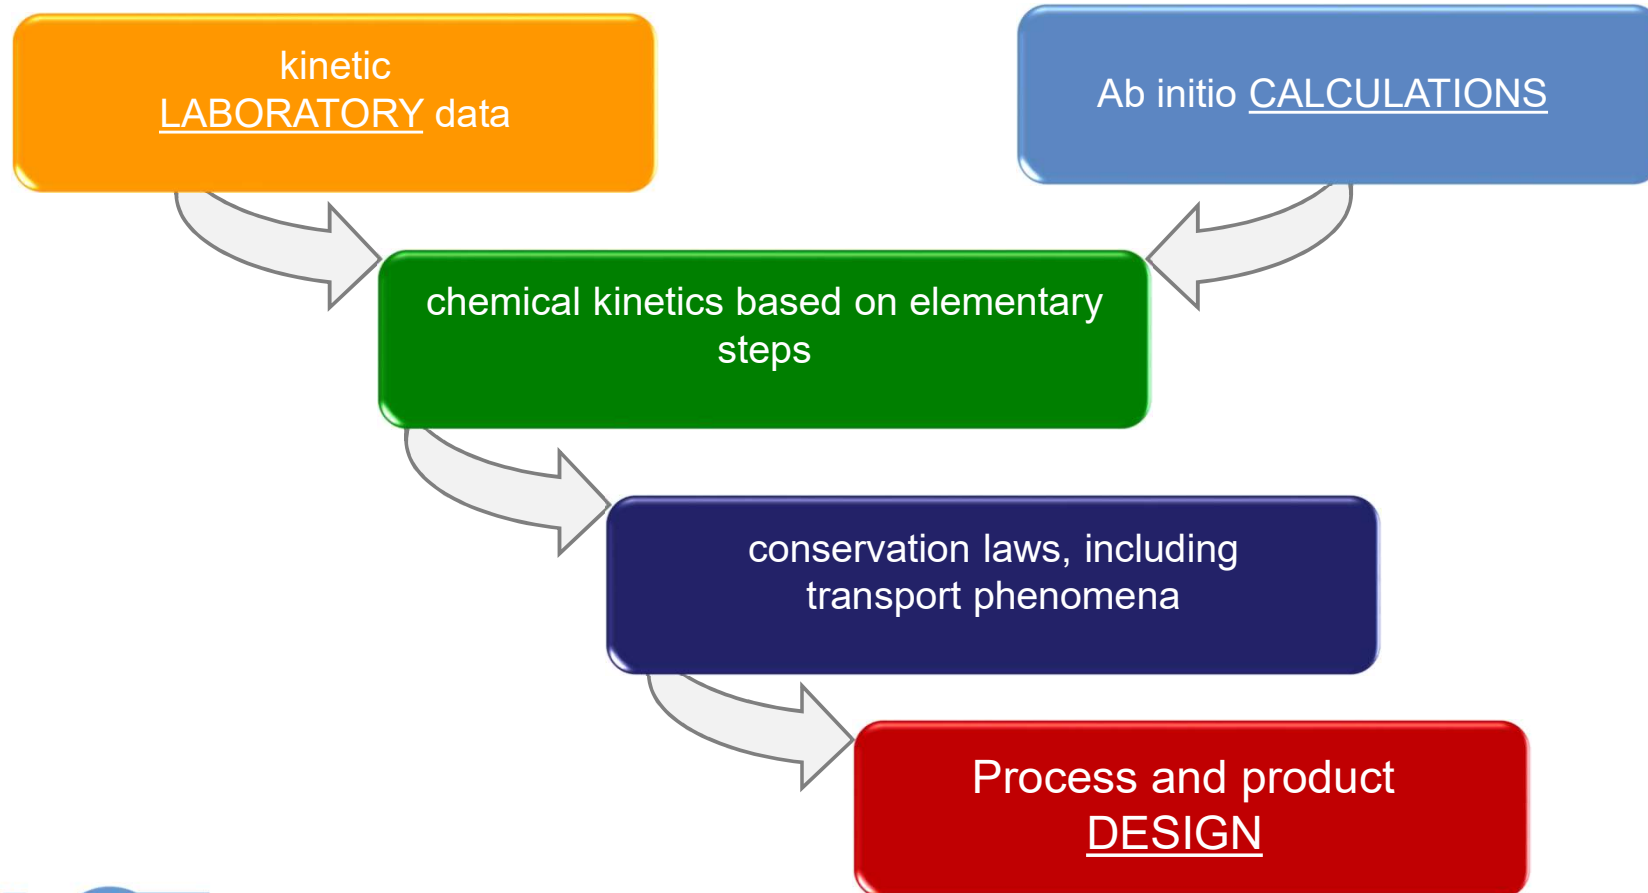 kinetic
LABORATORY data
Ab initio CALCULATIONS
chemical kinetics based on elementary
steps
conservation laws, including
transport phenomena
Process and product
DESIGN